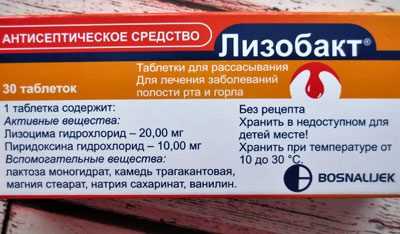 АНТИСЕПТИЧЕСКОЕ СРЕДСТВО
Лизобакт®
Таблетки для рассасывания
Для лечения заболеваний
полости рта и горла
30 таблеток
1 таблетка содержит:
Активные вещества:
Лизоцима гидрохлорид – 20,00 мг
Пиридоксина гидрохлорид – 10,00 мг
Вспомогательные вещества:
лактоза моногидрат, камедь трагакантовая,
магния стеарат, натрия сахаринат, ванилин.
Без рецепта
Хранить в недоступном для
детей месте!
Хранить при температуре от
10 до 30 °C.
BOSNALIJEK